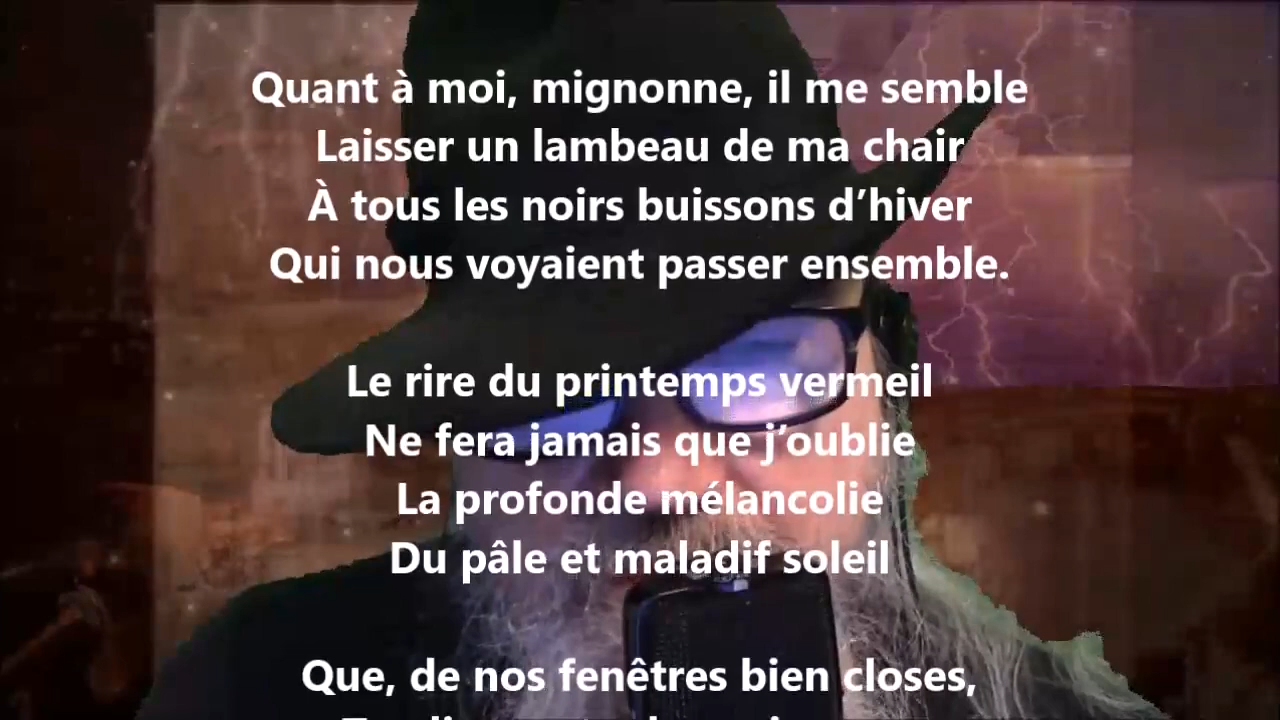 Quant à moi, mignonne, il me semble
Laisser un lambeau de ma chair
À tous les noirs buissons d’hiver
Qui nous voyaient passer ensemble.
Le rire du printemps vermeil
Ne fera jamais que j’oublie
La profonde mélancolie
Du pâle et maladif soleil
Que, de nos fenêtres bien closes,